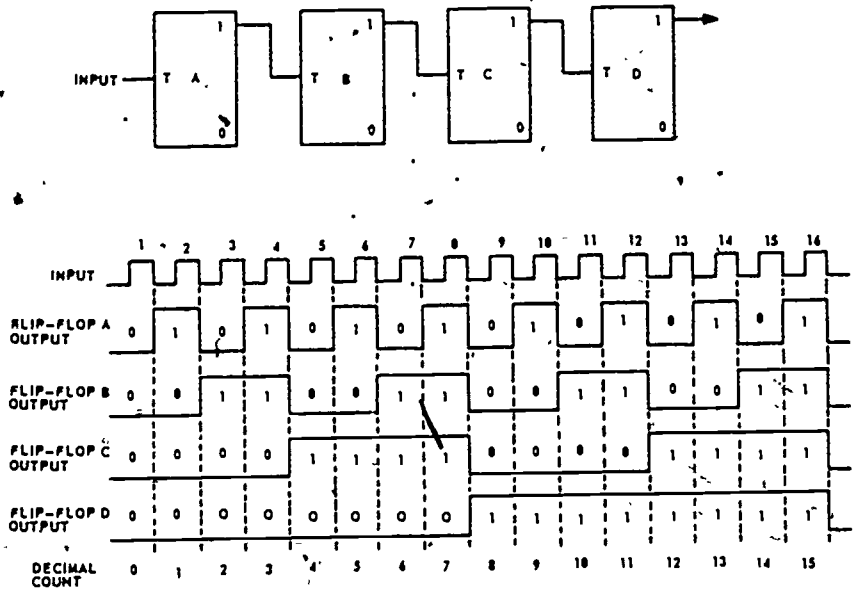 1 1 1 1
INPUT T A T B T C T D
0 0 0 0
1 2 3 4 5 6 7 8 9 10 11 12 13 14 15 16
INPUT
FLIP-FLOP A 0 1 0 1 0 1 0 1 0 1 0 1 0 1 0 1
OUTPUT
FLIP-FLOP B 0 0 1 1 0 0 1 1 0 0 1 1 0 0 1 1
OUTPUT
FLIP-FLOP C 0 0 0 0 1 1 1 1 0 0 0 0 1 1 1 1
OUTPUT
FLIP-FLOP D 0 0 0 0 0 0 0 0 1 1 1 1 1 1 1 1
OUTPUT
DECIMAL 0 1 2 3 4 5 6 7 8 9 10 11 12 13 14 15
COUNT